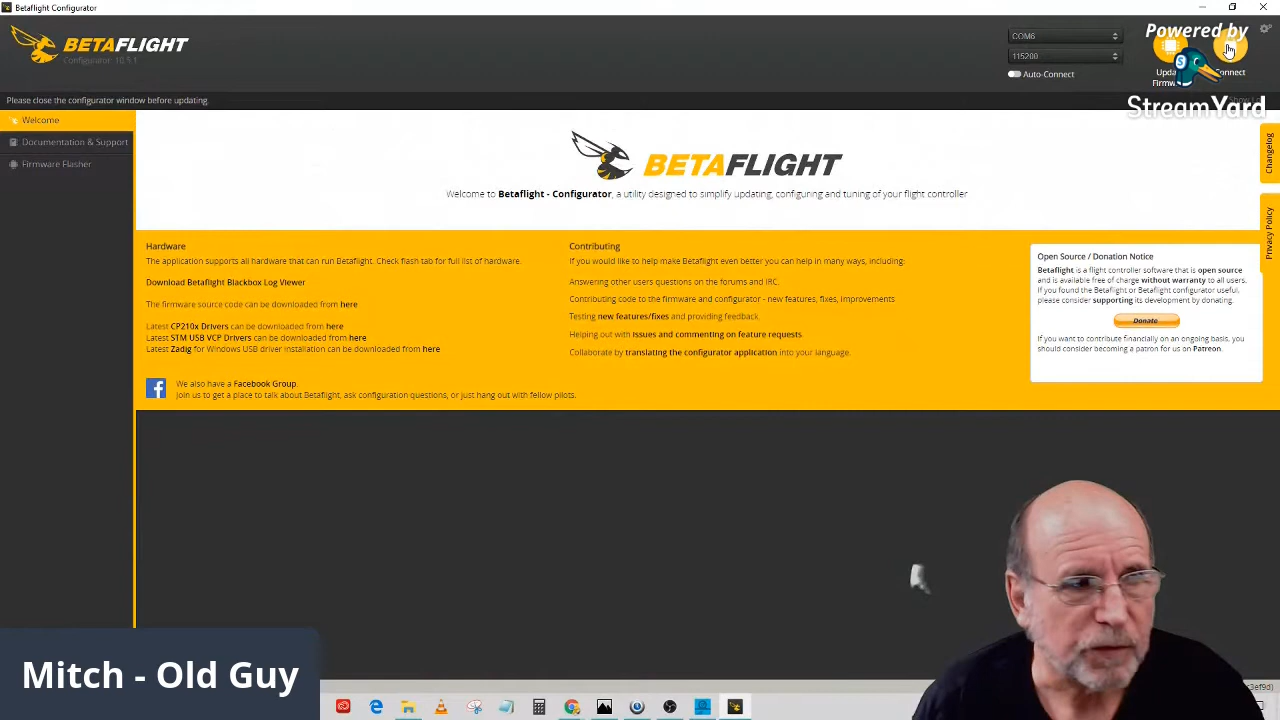 Betaflight Configurator
BETAFLIGHT
COM6
115200
Auto-Connect
Firmw
Connect
Powered by
StreamYard
Please close the configurator window before updating.
Welcome
Documentation & Support
Firmware Flasher
BETAFLIGHT
Welcome to Betaflight - Configurator, a utility designed to simplify updating, configuring and tuning of your flight controller
Changelog
Privacy Policy
Hardware
The application supports all hardware that can run Betaflight. Check flash tab for full list of hardware.
Download Betaflight Blackbox Log Viewer
The firmware source code can be downloaded from here
Latest CP210x Drivers can be downloaded from here
Latest STM USB VCP Drivers can be downloaded from here
Latest Zadig for Windows USB driver installation can be downloaded from here
We also have a Facebook Group.
Join us to get a place to talk about Betaflight, ask configuration questions, or just hang out with fellow pilots.
Contributing
If you would like to help make Betaflight even better you can help in many ways, including:
Answering other users questions on the forums and IRC.
Contributing code to the firmware and configurator - new features, fixes, improvements
Testing new features/fixes and providing feedback.
Helping out with issues and commenting on feature requests.
Collaborate by translating the configurator application into your language.
Open Source / Donation Notice
Betaflight is a flight controller software that is open source
and is available free of charge without warranty to all users.
If you found the Betaflight or Betaflight configurator useful,
please consider supporting its development by donating.
Donate
If you want to contribute financially on an ongoing basis, you
should consider becoming a patron for us on Patreon.
Mitch - Old Guy